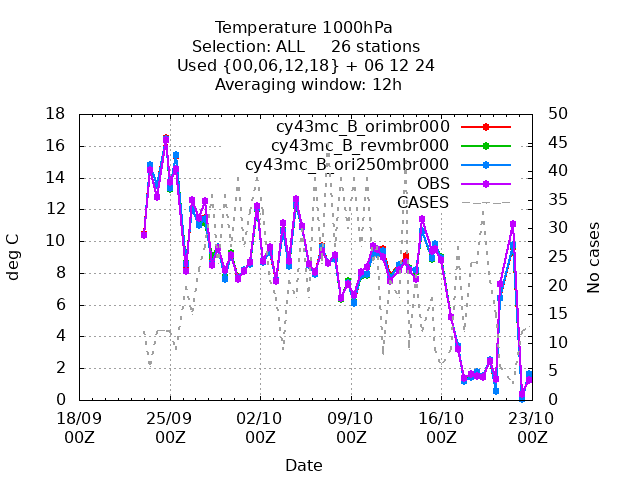 Temperature 1000hPa
Selection: ALL 26 stations
Used {00,06,12,18} + 06 12 24
Averaging window: 12h
18 50
16 45
14 40
12 35
10 30
8 25
6 20
4 15
2 10
0 5
0
cy43mc_B_orimbr000
cy43mc_B_revmbr000
cy43mc_B_ori250mbr000
OBS
CASES
deg C
No cases
18/09 25/09 02/10 09/10 16/10 23/10
00Z 00Z 00Z 00Z 00Z 00Z
Date